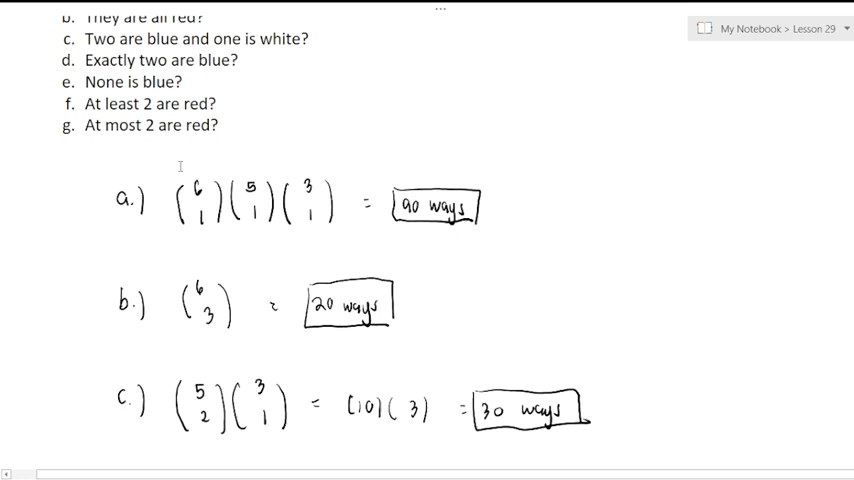 ...
My Notebook > Lesson 29
b. They are all red?
c. Two are blue and one is white?
d. Exactly two are blue?
e. None is blue?
f. At least 2 are red?
g. At most 2 are red?
a.) (6 1)(5 1)(3 1) = 90 ways
b.) (6 3) = 20 ways
c.) (5 2)(3 1) = (10)(3) = 30 ways